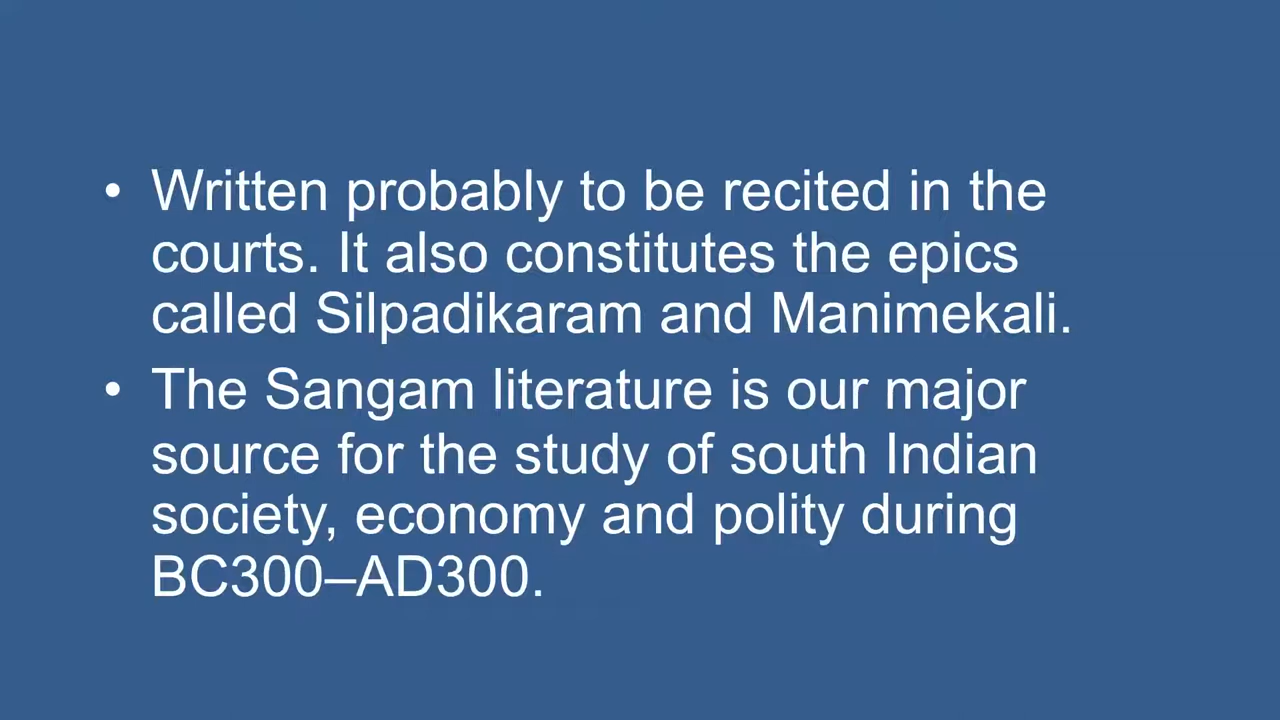 • Written probably to be recited in the
courts. It also constitutes the epics
called Silpadikaram and Manimekali.
• The Sangam literature is our major
source for the study of south Indian
society, economy and polity during
BC300–AD300.